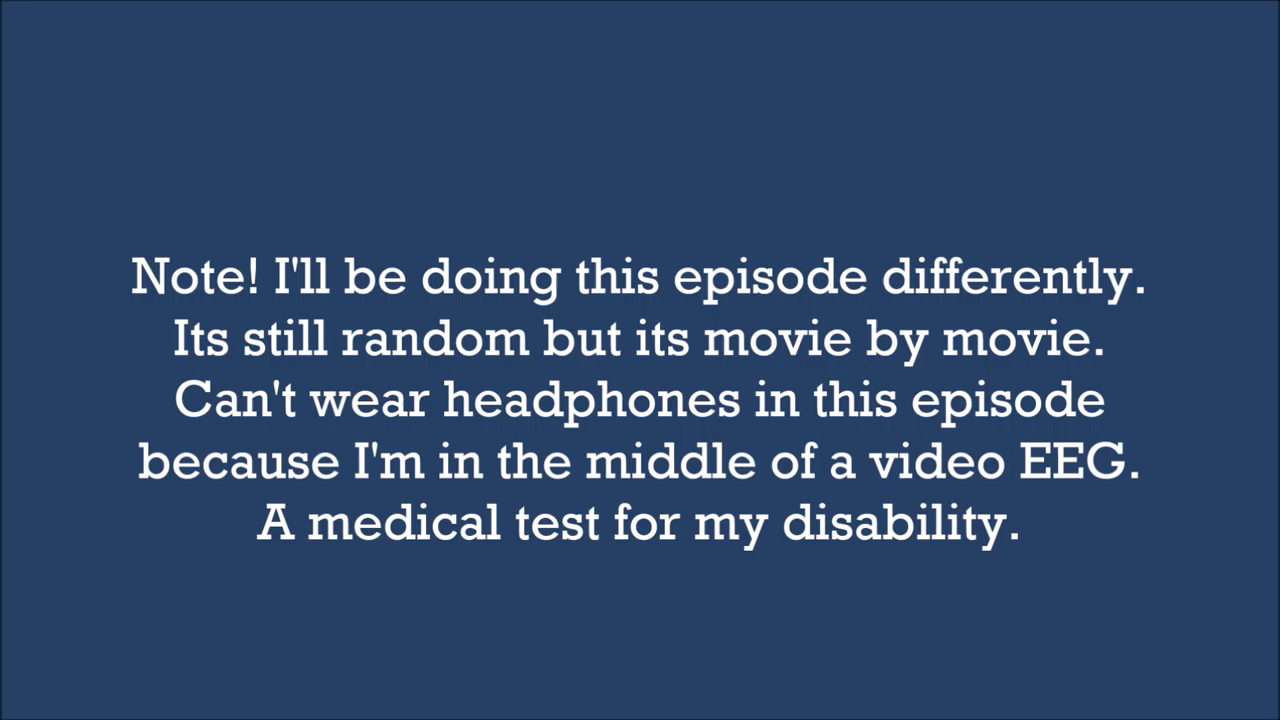 Note! I'll be doing this episode differently.
Its still random but its movie by movie.
Can't wear headphones in this episode
because I'm in the middle of a video EEG.
A medical test for my disability.